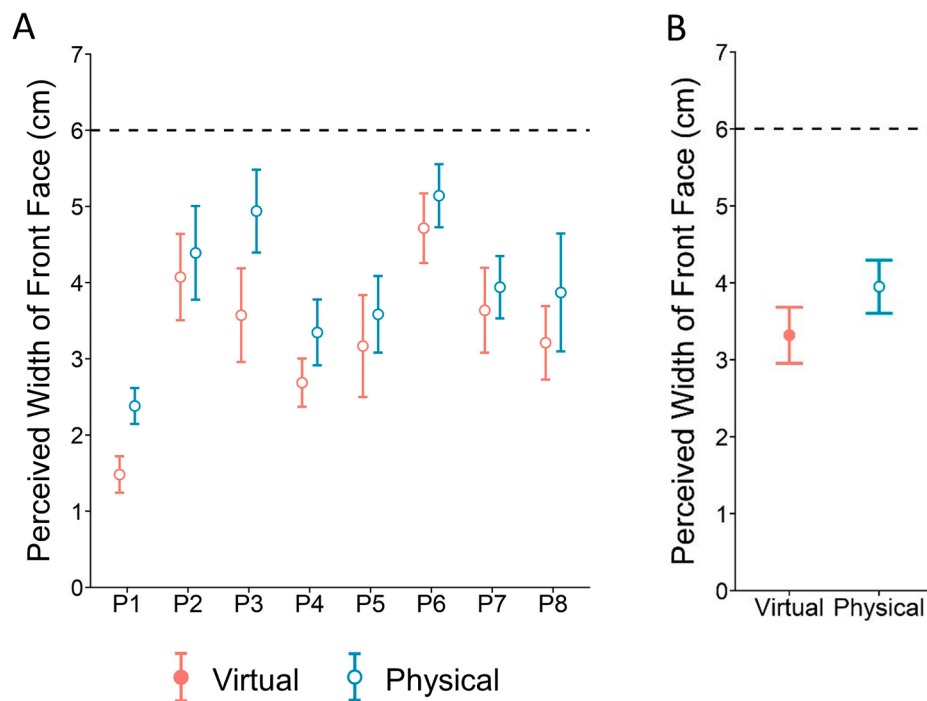 A
Perceived Width of Front Face (cm)
7
6
5
4
3
2
1
0
P1 P2 P3 P4 P5 P6 P7 P8
Virtual Physical
B
Perceived Width of Front Face (cm)
7
6
5
4
3
2
1
0
Virtual Physical